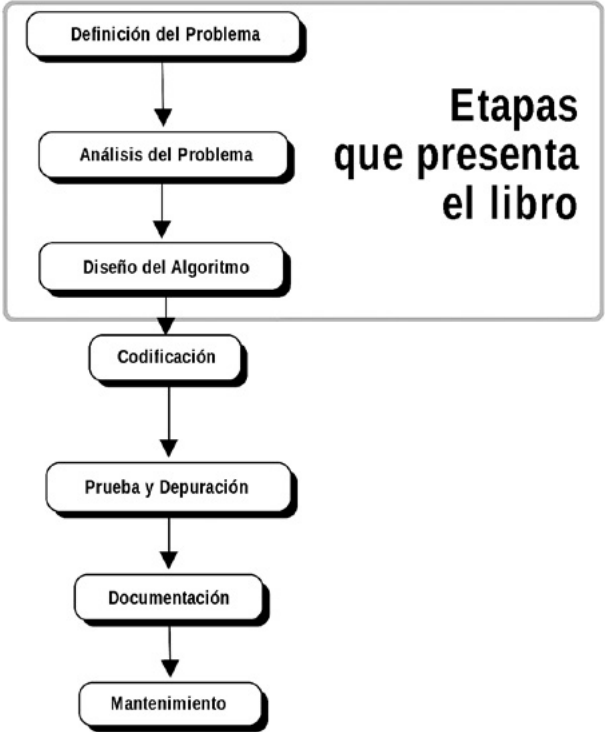 Definición del Problema
Etapas
que presenta
el libro
Análisis del Problema
Diseño del Algoritmo
Codificación
Prueba y Depuración
Documentación
Mantenimiento